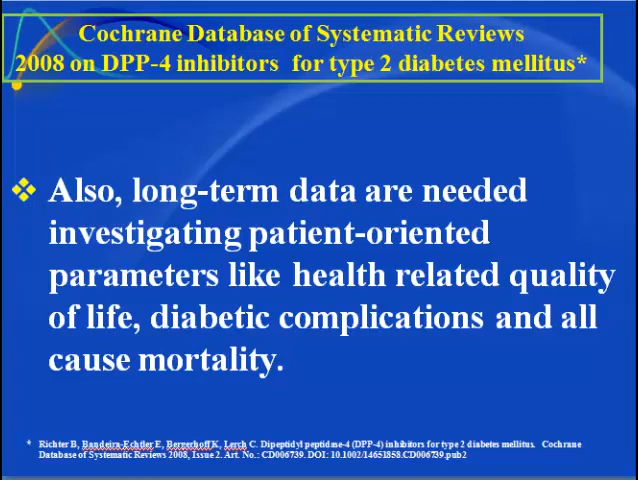 Cochrane Database of Systematic Reviews
2008 on DPP-4 inhibitors for type 2 diabetes mellitus*
❖ Also, long-term data are needed
investigating patient-oriented
parameters like health related quality
of life, diabetic complications and all
cause mortality.
* Richter B, Bandeira-Echtler E, Bergerhoff K, Lerch C. Dipeptidyl peptidase-4 (DPP-4) inhibitors for type 2 diabetes mellitus. Cochrane
Database of Systematic Reviews 2008, Issue 2. Art. No.: CD006739. DOI: 10.1002/14651858.CD006739.pub2